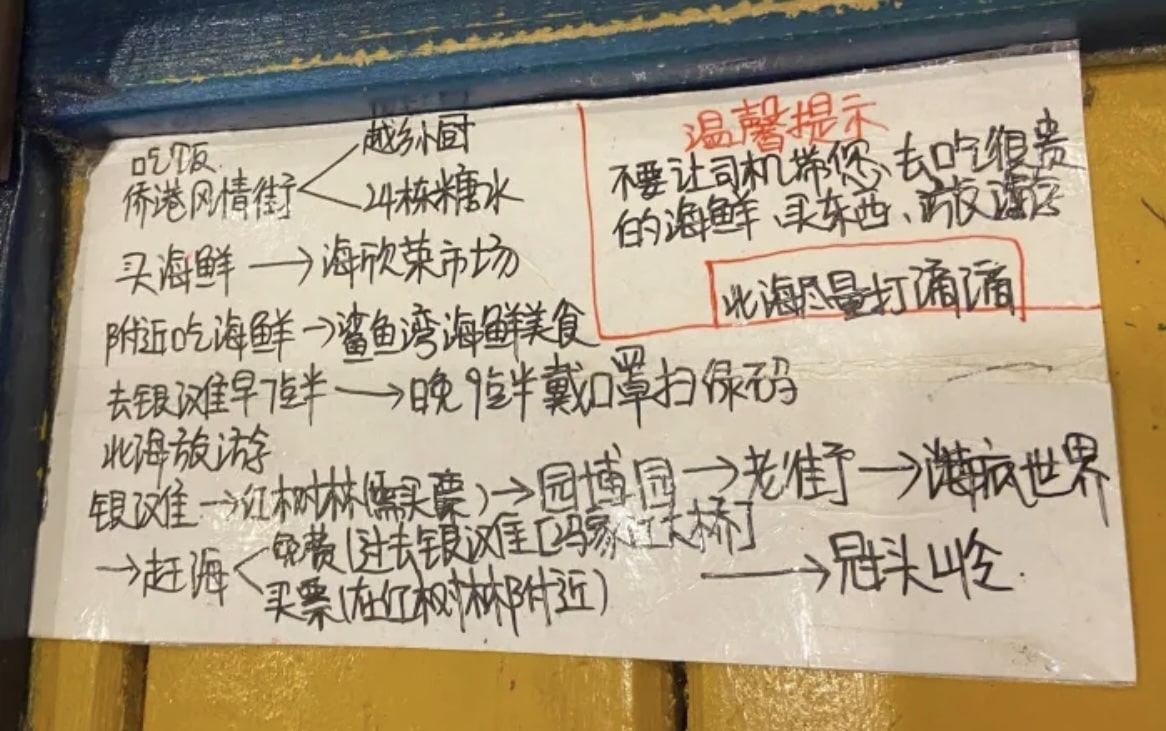 吃饭
侨港风情街
越乡小厨
24栋糖水
买海鲜→海欣菜市场
附近吃海鲜→鲨鱼湾海鲜美食
去银滩早7点半→晚9点半戴口罩扫绿码
北海旅游
银滩→红树林(需买票)→园博园→老街→海底世界
→赶海
免费(过去银滩[冯家江大桥]
买票(在红树林附近)
→冠头岭
温馨提示
不要让司机带您去吃很贵
的海鲜、买东西、旅游
北海尽量打滴滴